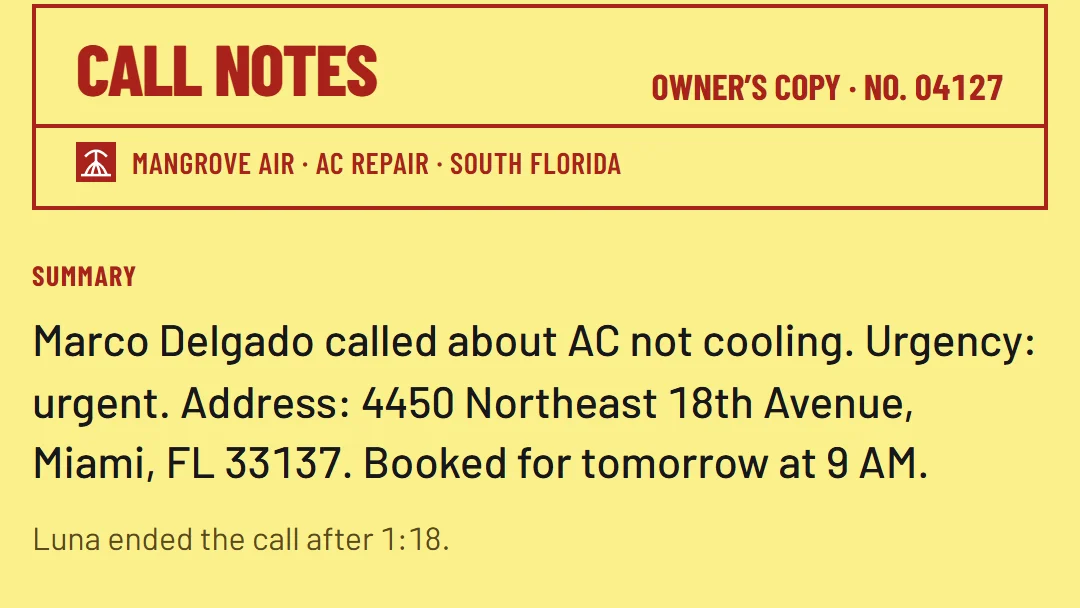 CALL NOTES
OWNER’S COPY · NO. 04127
MANGROVE AIR · AC REPAIR · SOUTH FLORIDA
SUMMARY
Marco Delgado called about AC not cooling. Urgency:
urgent. Address: 4450 Northeast 18th Avenue,
Miami, FL 33137. Booked for tomorrow at 9 AM.
Luna ended the call after 1:18.